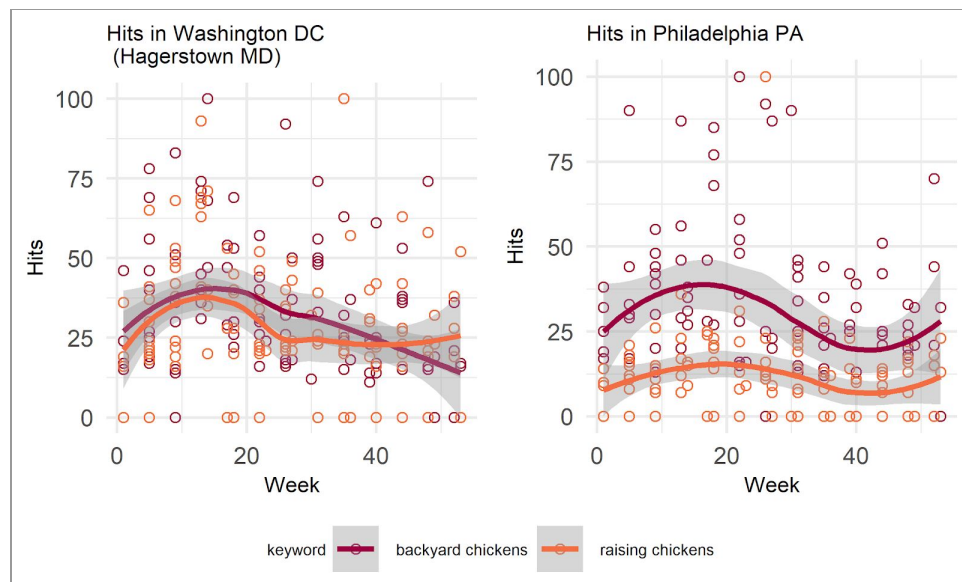 Hits in Washington DC
(Hagerstown MD)
100
75
50
25
0
Hits
0
20
40
Week
Hits in Philadelphia PA
100
75
50
25
0
Hits
0
20
40
Week
keyword
backyard chickens
raising chickens